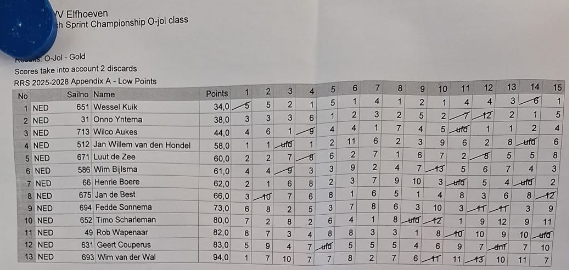 V Elfhoeven
Sprint Championship O-jol class
O-Jol - Gold
Scores take into account 2 discards
RRS 2025-2028 Appendix A - Low Points
No Sailno Name Points 1 2 3 4 5 6 7 8 9 10 11 12 13 14 15
1 NED 651 Wessel Kuik 34,0 5 5 2 1 5 1 4 1 2 1 4 4 3 6 1
2 NED 31 Onno Yntema 38,0 3 3 3 6 1 2 3 2 5 2 7 12 2 1 5
3 NED 713 Wilco Aukes 44,0 4 6 1 9 4 4 1 7 4 5 ufd 1 1 2 4
4 NED 512 Jan Willem van den Hondel 58,0 1 1 ufd 1 2 11 6 2 3 9 6 2 8 ufd 6
5 NED 671 Luut de Zee 60,0 2 2 7 8 6 2 7 1 6 7 2 8 5 5 8
6 NED 586 Wim Bijlsma 61,0 4 4 9 3 3 9 2 4 7 13 5 6 7 4 3
7 NED 66 Henrie Boere 62,0 2 1 6 8 2 3 7 9 10 3 ufd 5 4 ufd 2
8 NED 675 Jan de Best 66,0 3 10 7 6 8 1 6 5 1 4 8 3 6 8 12
9 NED 694 Fedde Sonnema 73,0 6 8 2 5 3 7 8 6 3 10 3 11 11 3 9
10 NED 652 Timo Scharleman 80,0 7 2 8 2 6 4 1 8 ufd 12 1 9 12 9 11
11 NED 49 Rob Wapenaar 82,0 8 7 3 4 8 8 3 3 1 8 10 10 9 10 ufd
12 NED 631 Geert Couperus 83,0 5 9 4 7 ufd 5 5 5 4 6 9 7 dnf 7 10
13 NED 693 Wim van der Wal 94,0 1 7 10 7 7 8 2 7 6 11 11 13 10 11 7